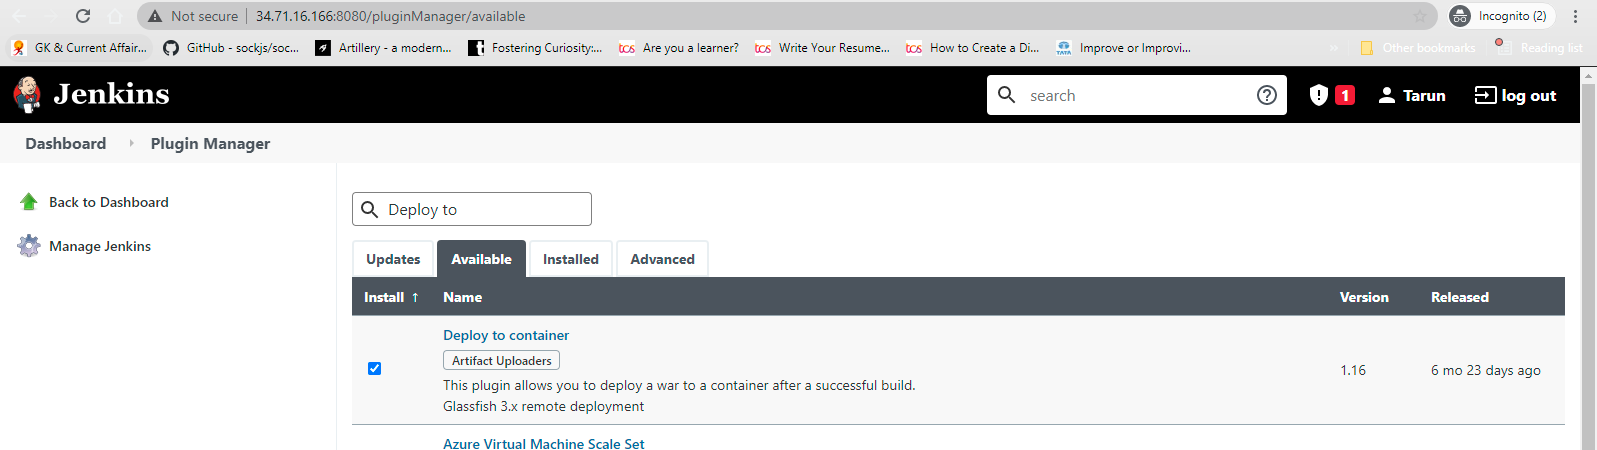 Not secure | 34.71.16.166:8080/pluginManager/available Incognito (2)
GK & Current Affair... GitHub - sockjs/soc... Artillery - a modern... Fostering Curiosity:... tcs Are you a learner? tcs Write Your Resume... tcs How to Create a Di... TATA Improve or Improvi... » Other bookmarks Reading list
Jenkins search 1 Tarun log out
Dashboard Plugin Manager
Back to Dashboard
Manage Jenkins
Deploy to
Updates Available Installed Advanced
Install ↑ Name Version Released
Deploy to container
Artifact Uploaders
This plugin allows you to deploy a war to a container after a successful build.
Glassfish 3.x remote deployment
1.16 6 mo 23 days ago
Azure Virtual Machine Scale Set